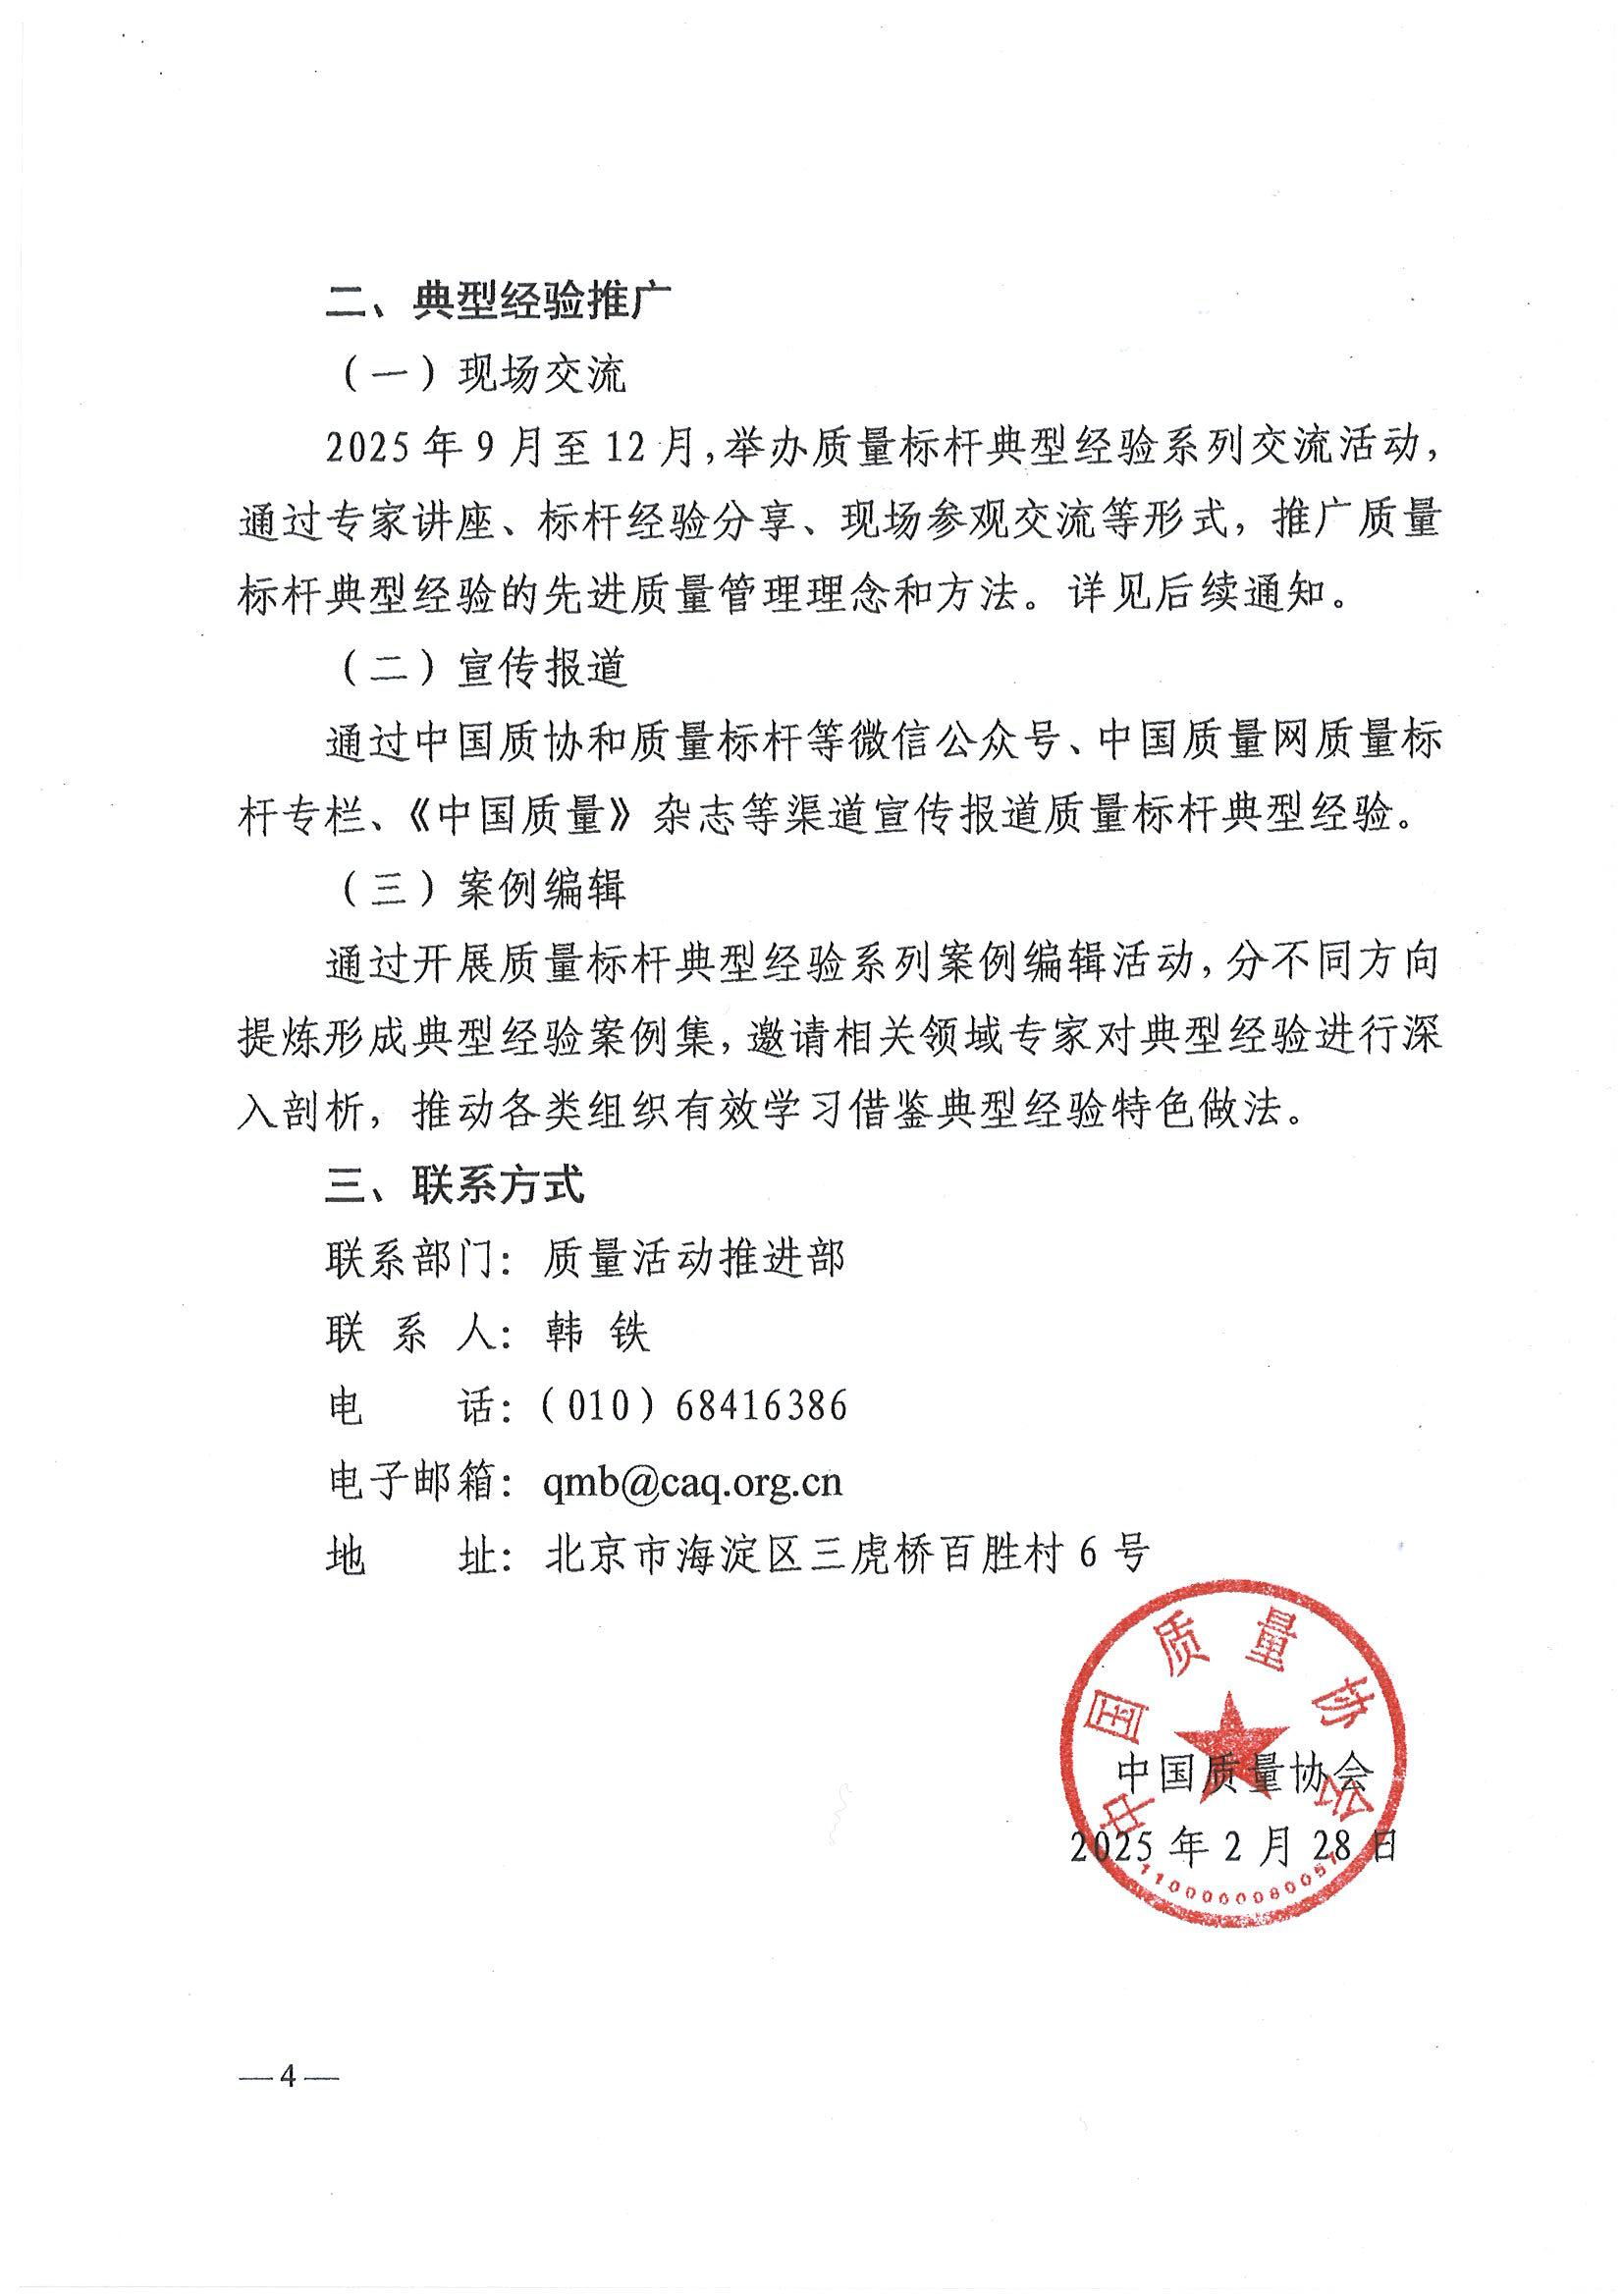 二、典型经验推广
（一）现场交流
2025年9月至12月，举办质量标杆典型经验系列交流活动，
通过专家讲座、标杆经验分享、现场参观交流等形式，推广质量
标杆典型经验的先进质量管理理念和方法。详见后续通知。
（二）宣传报道
通过中国质协和质量标杆等微信公众号、中国质量网质量标
杆专栏、《中国质量》杂志等渠道宣传报道质量标杆典型经验。
（三）案例编辑
通过开展质量标杆典型经验系列案例编辑活动，分不同方向
提炼形成典型经验案例集，邀请相关领域专家对典型经验进行深
入剖析，推动各类组织有效学习借鉴典型经验特色做法。
三、联系方式
联系部门：质量活动推进部
联 系 人：韩 铁
电 话：（010）68416386
电子邮箱：qmb@caq.org.cn
地 址：北京市海淀区三虎桥百胜村6号
中国质量协会
中国质量协会
2025年2月28日
—4—